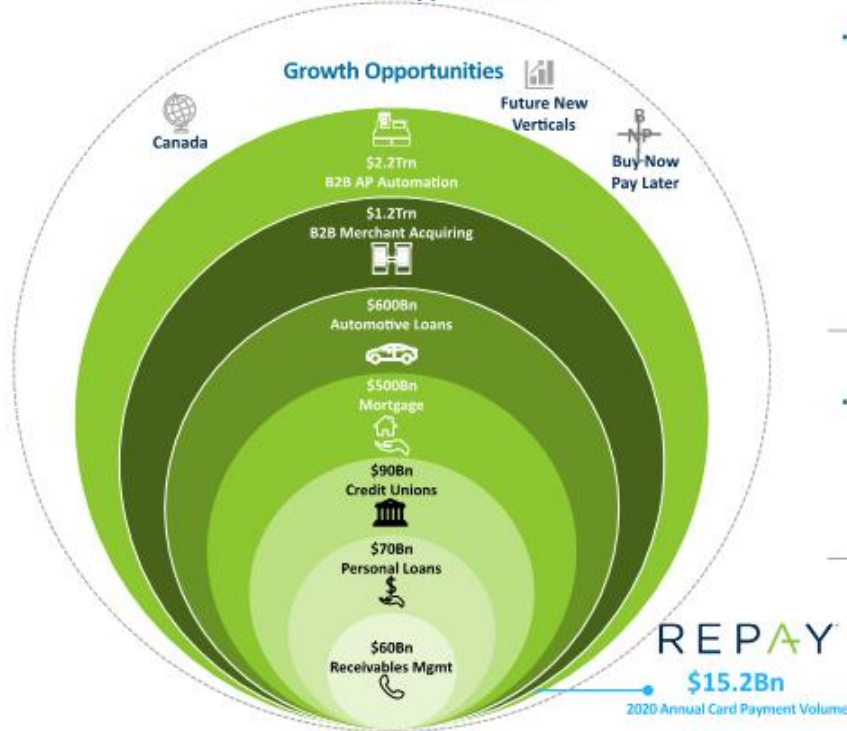 Growth Opportunities
Canada
Future New
Verticals
B
NP
L
Buy Now
Pay Later
$2.2Trn
B2B AP Automation
$1.2Trn
B2B Merchant Acquiring
$600Bn
Automotive Loans
$500Bn
Mortgage
$90Bn
Credit Unions
$70Bn
Personal Loans
$
$60Bn
Receivables Mgmt
REPAY
$15.2Bn
2020 Annual Card Payment Volume